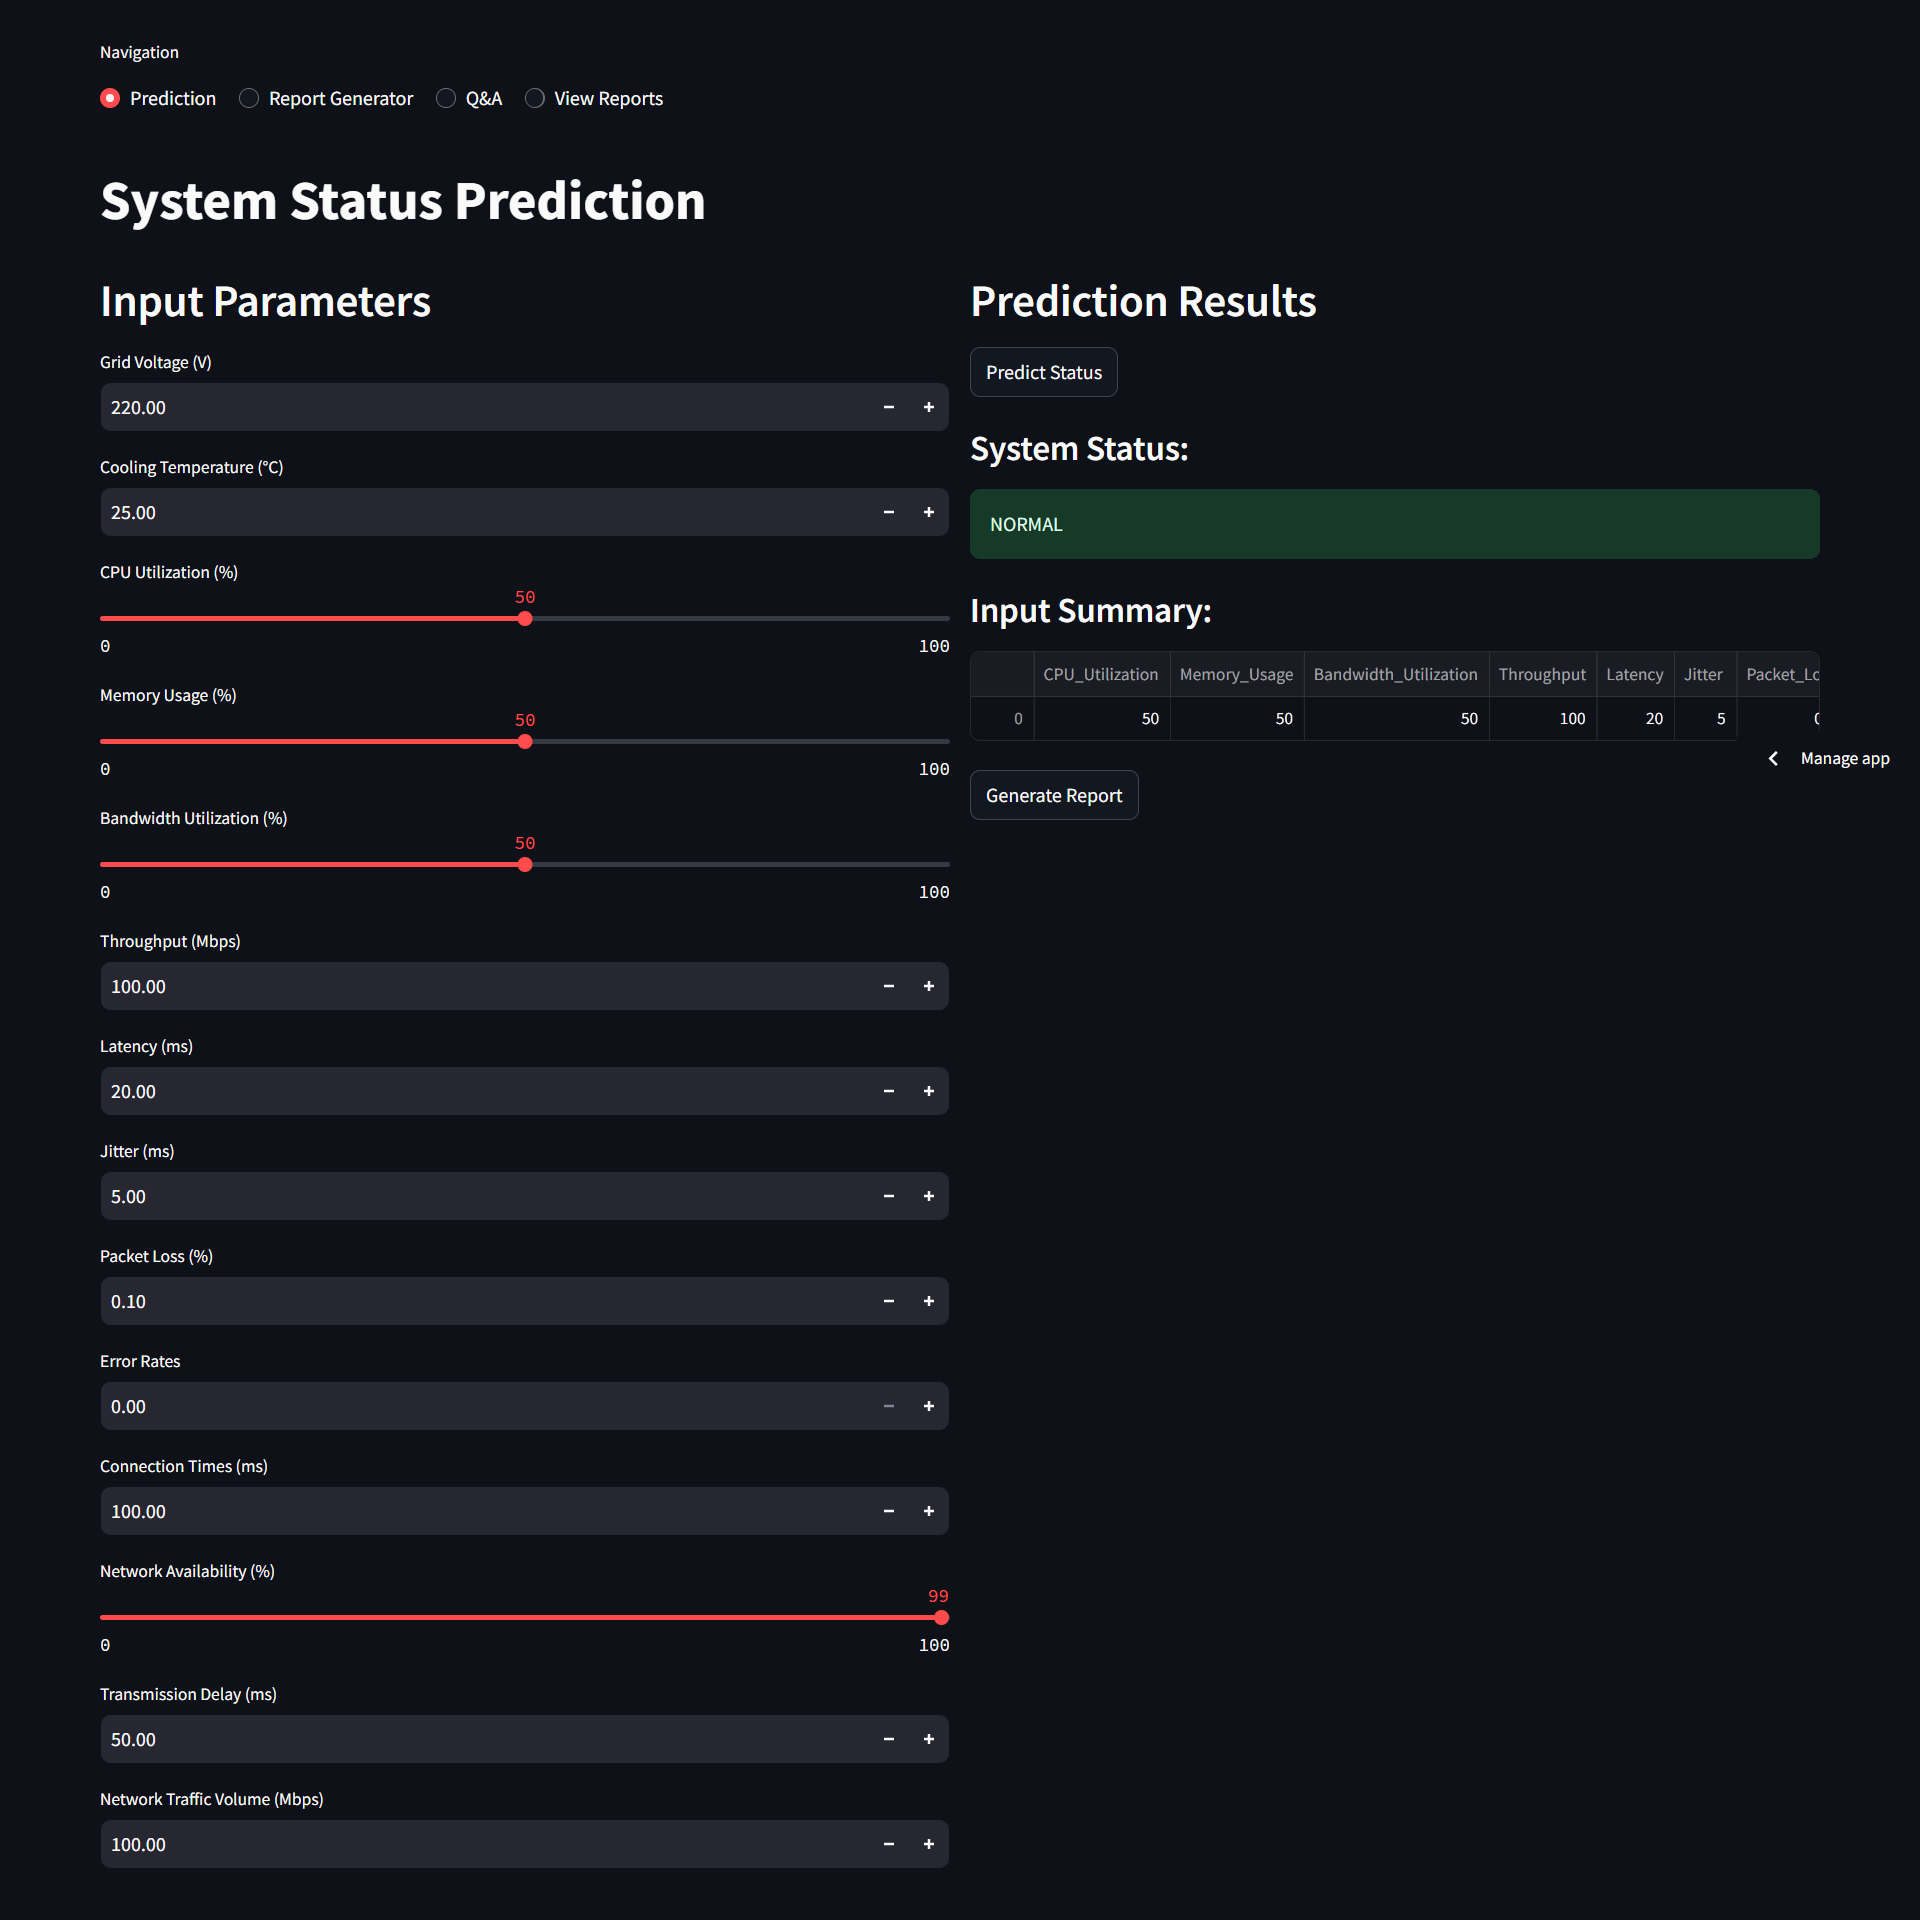 Navigation
Prediction Report Generator Q&A View Reports
System Status Prediction
Input Parameters
Grid Voltage (V)
220.00
Cooling Temperature (°C)
25.00
CPU Utilization (%)
50
0 100
Memory Usage (%)
50
0 100
Bandwidth Utilization (%)
50
0 100
Throughput (Mbps)
100.00
Latency (ms)
20.00
Jitter (ms)
5.00
Packet Loss (%)
0.10
Error Rates
0.00
Connection Times (ms)
100.00
Network Availability (%)
99
0 100
Transmission Delay (ms)
50.00
Network Traffic Volume (Mbps)
100.00
Prediction Results
Predict Status
System Status:
NORMAL
Input Summary:
CPU_Utilization Memory_Usage Bandwidth_Utilization Throughput Latency Jitter Packet_Lo
0 50 50 50 100 20 5 0
Manage app
Generate Report